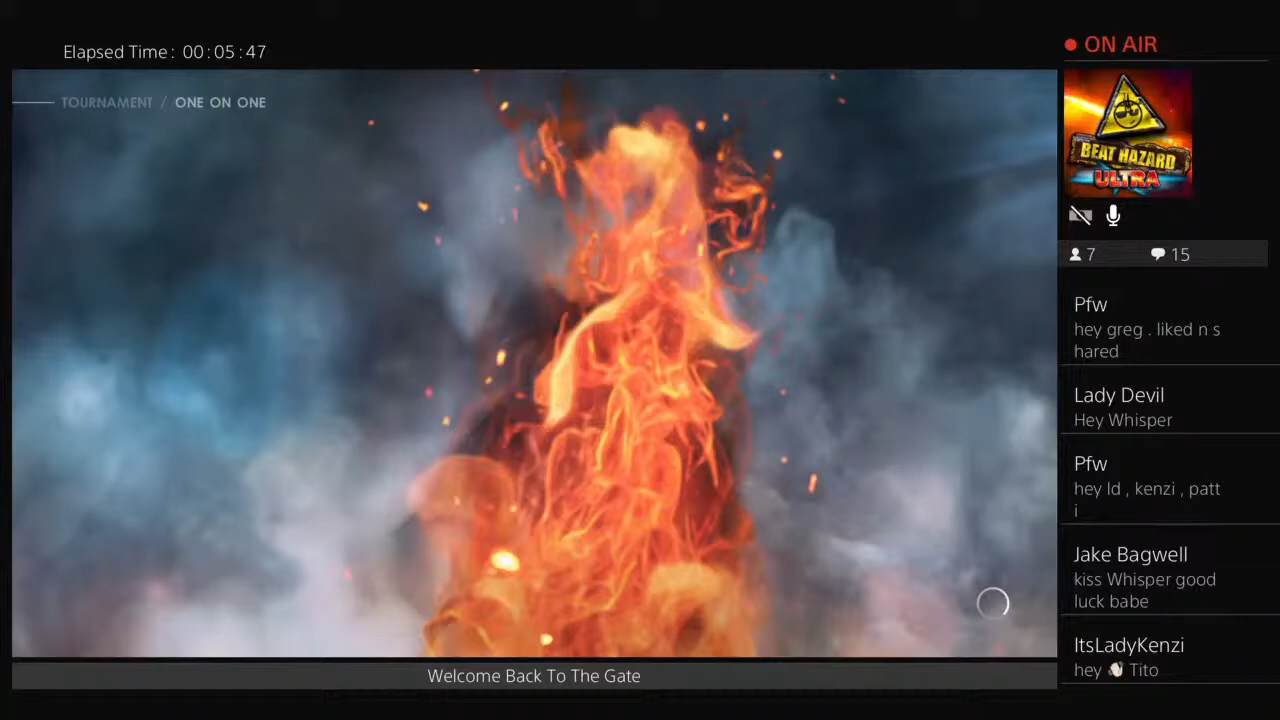 Elapsed Time: 00:05:47
TOURNAMENT / ONE ON ONE
Welcome Back To The Gate
ON AIR
BEAT HAZARD
ULTRA
7 15
Pfw
hey greg . liked n s
hared
Lady Devil
Hey Whisper
Pfw
hey ld , kenzi , patt
i
Jake Bagwell
kiss Whisper good
luck babe
ItsLadyKenzi
hey 👋🏻 Tito